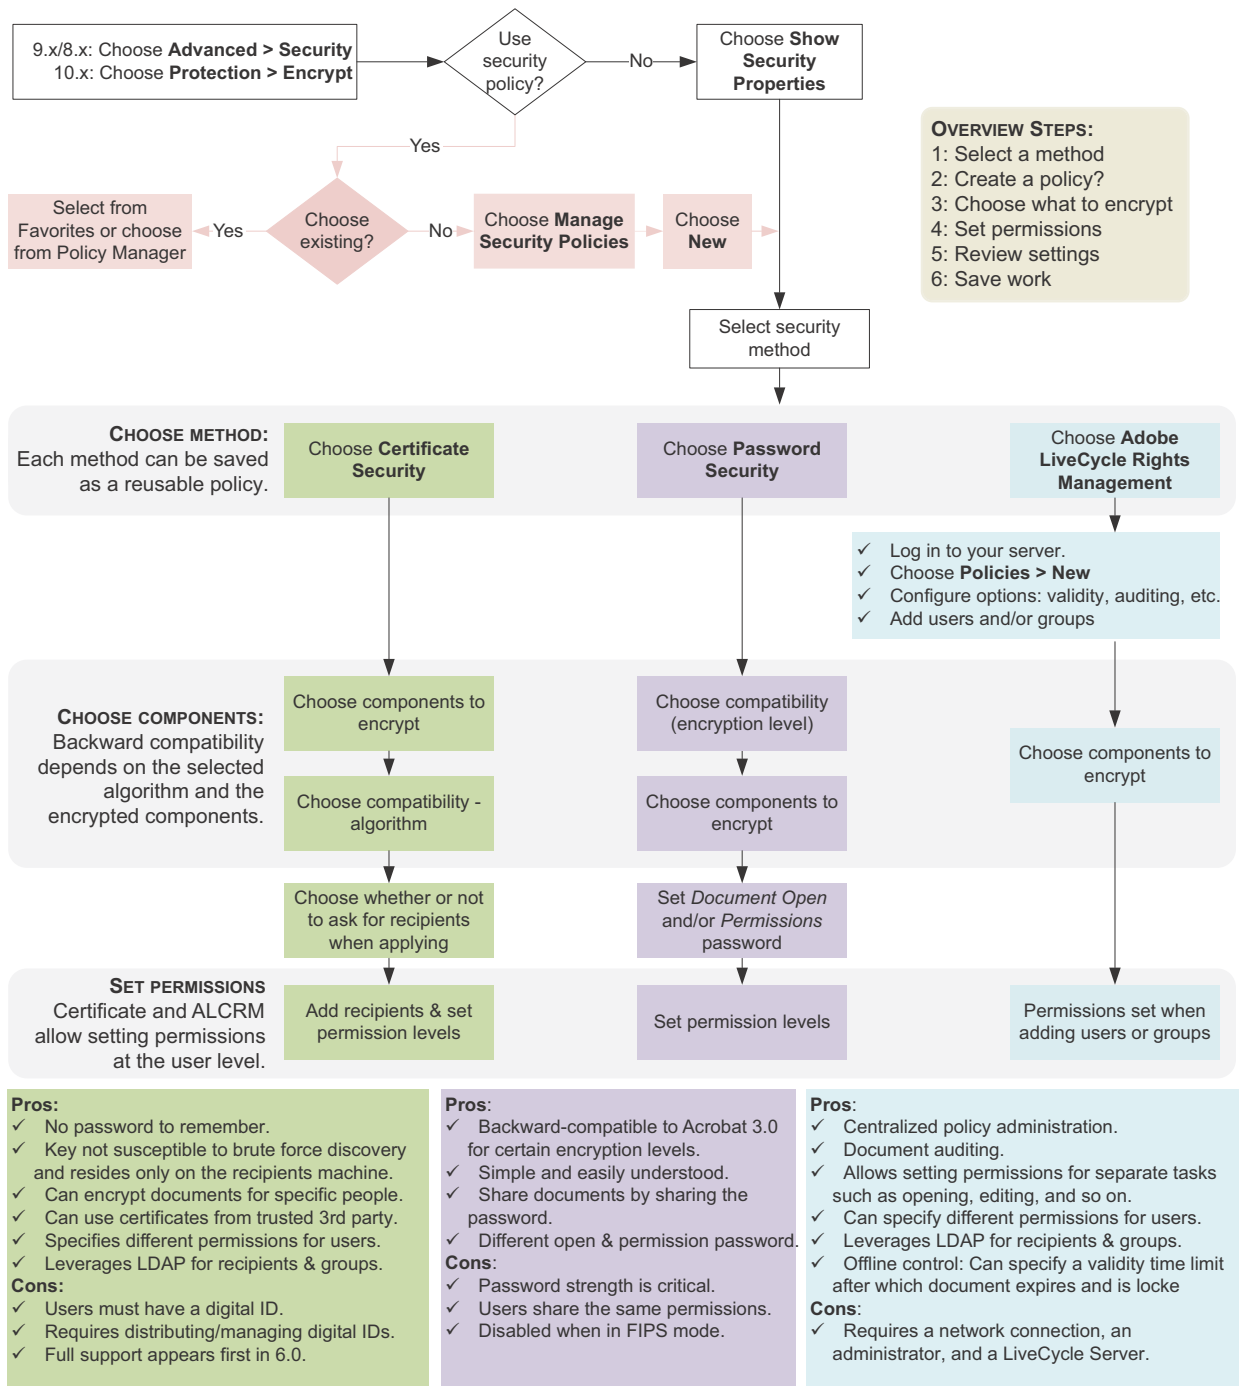 9.x/8.x: Choose Advanced > Security
10.x: Choose Protection > Encrypt
Use
security
policy?
No
Choose Show
Security
Properties
Yes
OVERVIEW STEPS:
1: Select a method
2: Create a policy?
3: Choose what to encrypt
4: Set permissions
5: Review settings
6: Save work
Select from
Favorites or choose
from Policy Manager
Yes
Choose
existing?
No
Choose Manage
Security Policies
Choose
New
Select security
method
CHOOSE METHOD:
Each method can be saved
as a reusable policy.
Choose Certificate
Security
Choose Password
Security
Choose Adobe
LiveCycle Rights
Management
✓ Log in to your server.
✓ Choose Policies > New
✓ Configure options: validity, auditing, etc.
✓ Add users and/or groups
CHOOSE COMPONENTS:
Backward compatibility
depends on the selected
algorithm and the
encrypted components.
Choose components to
encrypt
Choose compatibility -
algorithm
Choose compatibility
(encryption level)
Choose components to
encrypt
Choose components to
encrypt
Choose whether or not
to ask for recipients
when applying
Set Document Open
and/or Permissions
password
SET PERMISSIONS
Certificate and ALCRM
allow setting permissions
at the user level.
Add recipients & set
permission levels
Set permission levels
Permissions set when
adding users or groups
Pros:
✓ No password to remember.
✓ Key not susceptible to brute force discovery
and resides only on the recipients machine.
✓ Can encrypt documents for specific people.
✓ Can use certificates from trusted 3rd party.
✓ Specifies different permissions for users.
✓ Leverages LDAP for recipients & groups.
Cons:
✓ Users must have a digital ID.
✓ Requires distributing/managing digital IDs.
✓ Full support appears first in 6.0.
Pros:
✓ Backward-compatible to Acrobat 3.0
for certain encryption levels.
✓ Simple and easily understood.
✓ Share documents by sharing the
password.
✓ Different open & permission password.
Cons:
✓ Password strength is critical.
✓ Users share the same permissions.
✓ Disabled when in FIPS mode.
Pros:
✓ Centralized policy administration.
✓ Document auditing.
✓ Allows setting permissions for separate tasks
such as opening, editing, and so on.
✓ Can specify different permissions for users.
✓ Leverages LDAP for recipients & groups.
✓ Offline control: Can specify a validity time limit
after which document expires and is locke
Cons:
✓ Requires a network connection, an
administrator, and a LiveCycle Server.